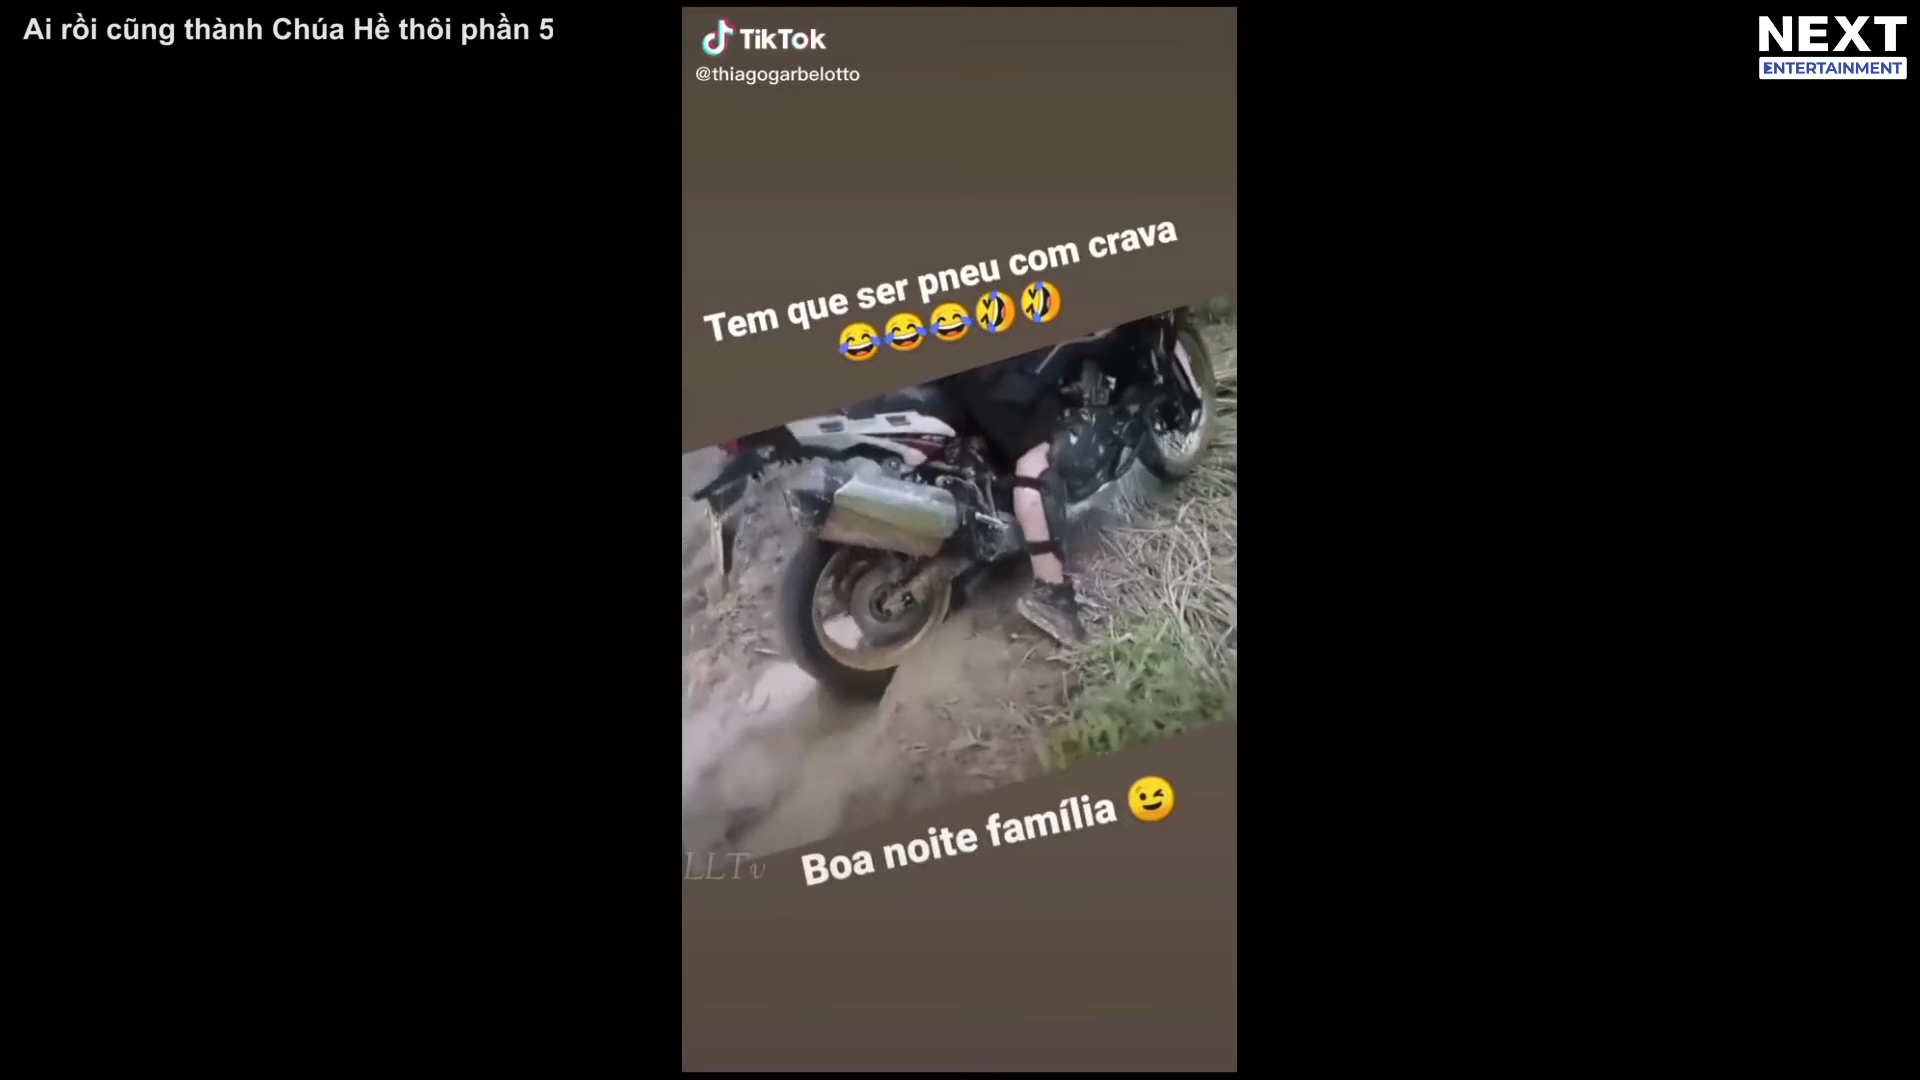 Ai rồi cũng thành Chúa Hề thôi phần 5
NEXT
ENTERTAINMENT
TikTok
@thiagogarbelotto
Tem que ser pneu com crava
😂😂😂🤣🤣
Boa noite família 😉
LLTv